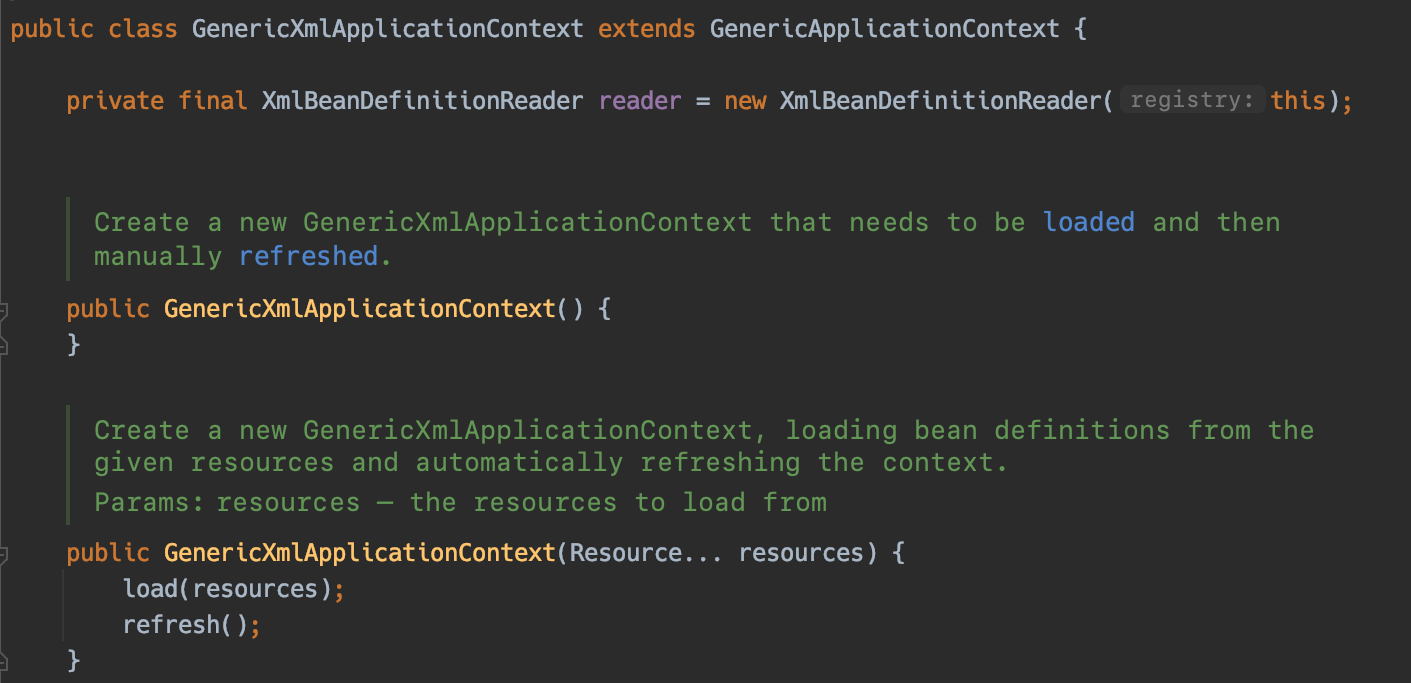 public class GenericXmlApplicationContext extends GenericApplicationContext {
private final XmlBeanDefinitionReader reader = new XmlBeanDefinitionReader( registry: this);
Create a new GenericXmlApplicationContext that needs to be loaded and then
manually refreshed.
public GenericXmlApplicationContext() {
}
Create a new GenericXmlApplicationContext, loading bean definitions from the
given resources and automatically refreshing the context.
Params: resources – the resources to load from
public GenericXmlApplicationContext(Resource... resources) {
load(resources);
refresh();
}